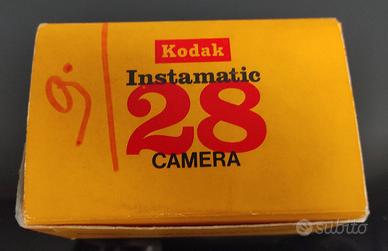 Kodak
Instamatic
28
CAMERA
subito